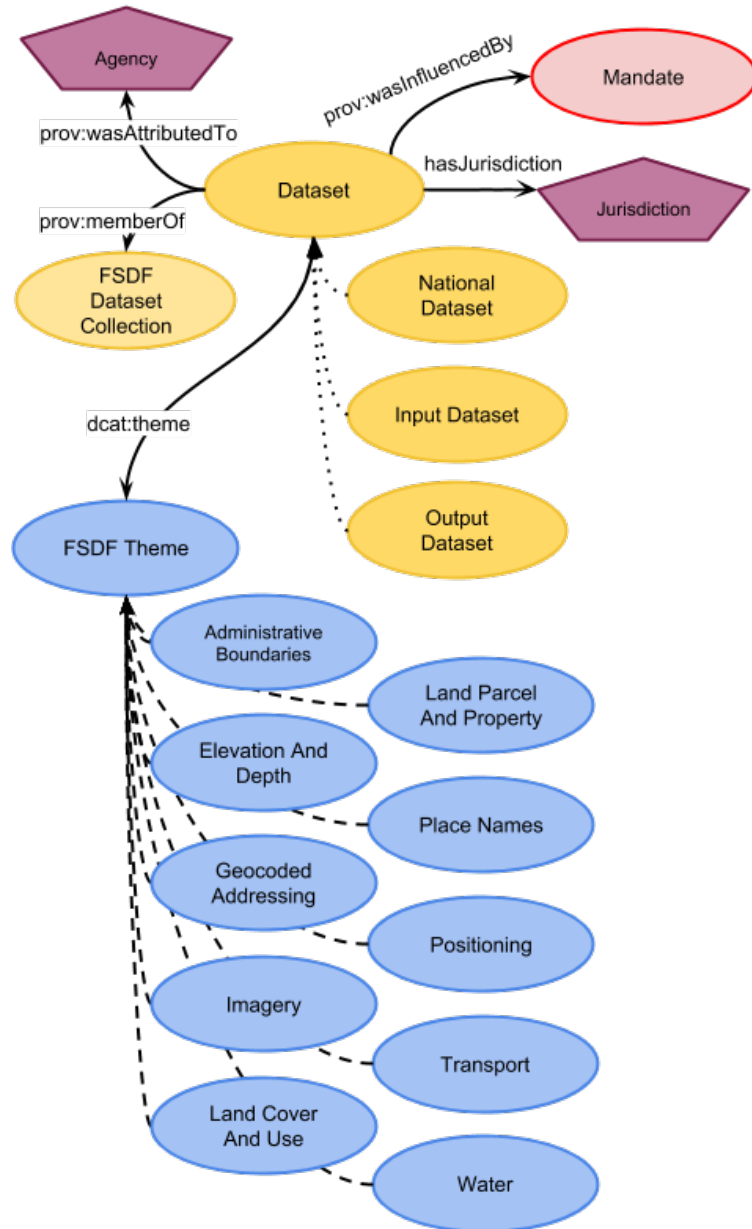 Agency
prov:wasInfluencedBy
Mandate
prov:wasAttributedTo
hasJurisdiction
Dataset
Jurisdiction
prov:memberOf
FSDF
Dataset
Collection
National
Dataset
Input Dataset
dcat:theme
Output
Dataset
FSDF Theme
Administrative
Boundaries
Land Parcel
And Property
Elevation And
Depth
Place Names
Geocoded
Addressing
Positioning
Imagery
Transport
Land Cover
And Use
Water